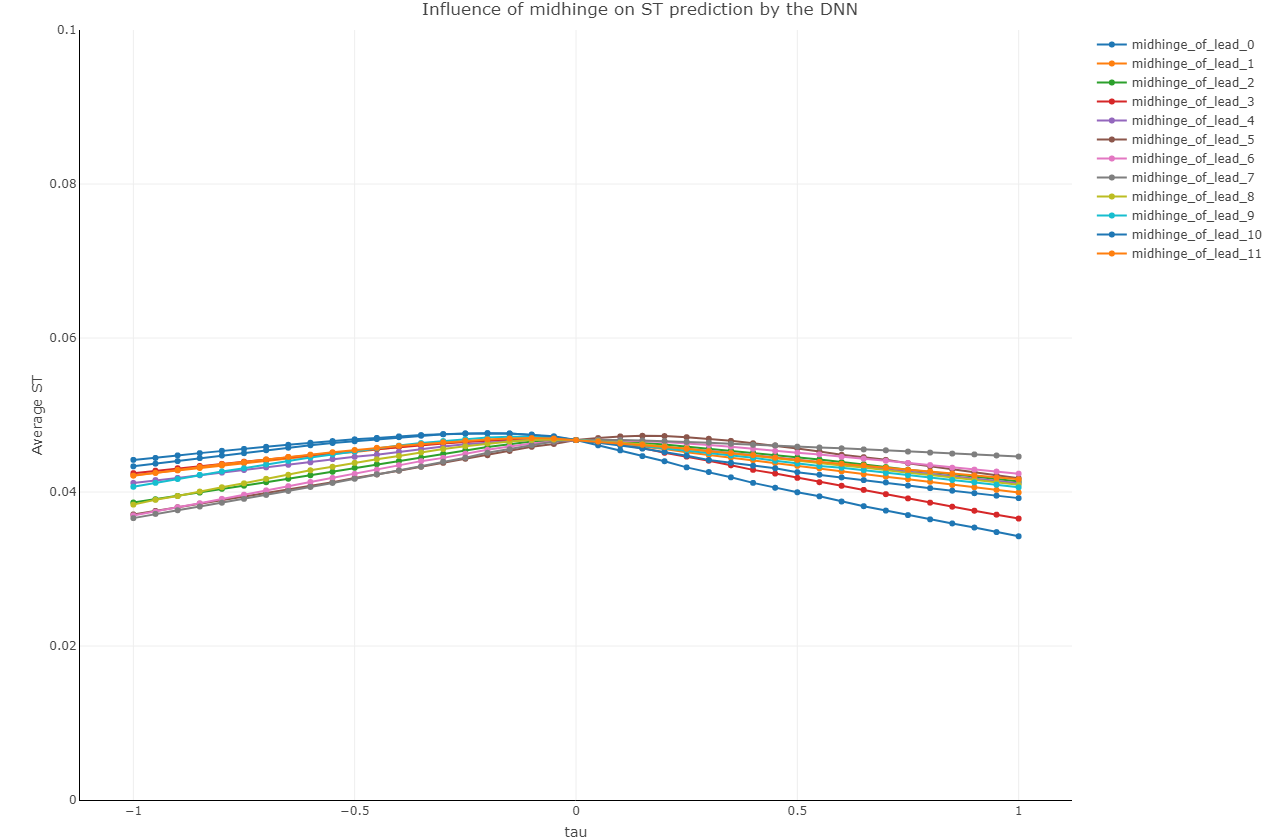 Influence of midhinge on ST prediction by the DNN
0.1
0.08
0.06
0.04
0.02
0
Average ST
−1
−0.5
0
0.5
1
tau
midhinge_of_lead_0
midhinge_of_lead_1
midhinge_of_lead_2
midhinge_of_lead_3
midhinge_of_lead_4
midhinge_of_lead_5
midhinge_of_lead_6
midhinge_of_lead_7
midhinge_of_lead_8
midhinge_of_lead_9
midhinge_of_lead_10
midhinge_of_lead_11